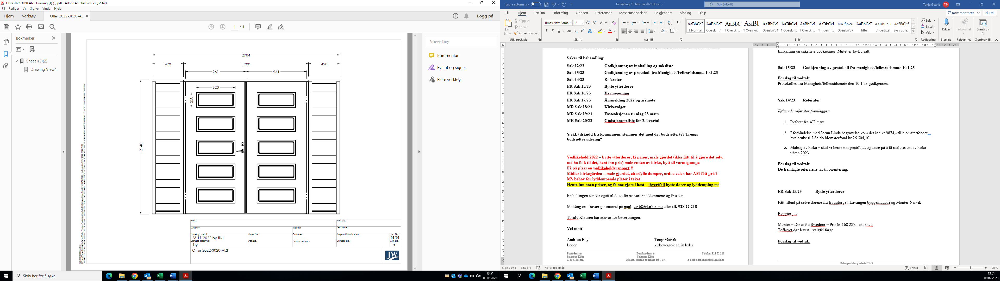 Offer 2022-3020-AIZR Drawing (1) (1).pdf - Adobe Acrobat Reader (32-bit)
Fil Rediger Vis Signer Vindu Hjelp
Hjem Verktøy Offer 2022-3020-A... × Logg på
1 / 1
Bokmerker
Sheet1(3)(2)
Drawing View4
2984
498 1988 498
961 961
620
250
2140
NoA.: NoA No.:
Category: Supplier: Item name:
Drawing created: Order No.: Customer: Purpose/Classification: Doc. No.:
23-11-2022 by RKI 01/01
Drawing approved: Pos. No.: General tolerance: Drawing No.: Rev. No.:
by A
Offer 2022-3020-AIZR
JW
Søkeverktøy
Kommentar
Fyll ut og signer
Flere verktøy
Skriv her for å søke
13.51
09.02.2023
Lagre automatisk Innkalling 21. februar 2023.docx Søk (Alt+U) Tonje Østvik TØ
Fil Hjem Sett inn Utforming Oppsett Referanser Masseutsendelser Se gjennom Visning Hjelp Kommentarer Del
Lim inn
Klipp ut
Kopier
Kopier format
Utklippstavle
Times New Roma 12
F K U
Skrift
Avsnitt
¶ Normal Overskrift 1 ¶ Overskri... ¶ Overskri... Overskrift 4 ¶ Overskri... ¶ Overskri... ¶ Ingen m... Overskrift 7 Tittel Undertittel Svak uthe...
Stiler
Søk
Erstatt
Velg
Redigering
Dikter
Stemme
Følsomhet
Følsomhet
Gjenbruk fil
Gjenbruk fil
Saker til behandling:
Sak 12/23 Godkjenning av innkalling og saksliste
Sak 13/23 Godkjenning av protokoll fra Menighets/Fellesrådsmøte 10.1.23
Sak 14/23 Referater
FR Sak 15/23 Bytte ytterdører
FR Sak 16/23 Varmepumpe
FR Sak 17/23 Årsmelding 2022 og årsmøte
MR Sak 18/23 Kirkevalget
MR Sak 19/23 Fasteaksjonen tirsdag 28.mars
MR Sak 20/23 Gudstjenesteliste for 2. kvartal
Sjekk tilskudd fra kommunen, stemmer det med det budsjetterte? Trengs
budsjettrevidering?
Vedlikehold 2022 – bytte ytterdører, få priser, male gjerdet (ikke fått til å gjøre det selv,
må ha folk til det, hent inn pris) male resten av kirka, bytt til varmepumpe
Få på plass en vedlikeholdsrapport!!!
Midler kirkegården – male gjerdet, etterfylle dumper, ordne veien har AM fått pris?
MS behov for lyddempende plater i taket
Hente inn noen priser, og få noe gjort i høst – ihvertfall bytte dører og lyddemping ms
Innkallingen sendes også til de to første vara medlemmene og Prosten.
Melding om fravær gis snarest på mail: to368@kirken.no eller tlf. 928 22 218
Toruly Klausen har ansvar for bevertningen.
Vel møtt!
Andreas Bay Tonje Østvik
Leder kirkeverge/daglig leder
Postadresse: Besøksadresse: Telefon: 928 22 218
Salangen Kirke Salangen Kirke
9350 Sjøvegan Onsdag, torsdag og fredag fra 9-15. E-post: post.salangen@kirken.no
Innkalling og saksliste godkjennes. Møtet er lovlig satt.
Sak 13/23 Godkjenning av protokoll fra menighets/fellesrådsmøte 10.1.23
Forslag til vedtak:
Protokollen fra Menighets/fellesrådsmøte den 10.1.23 godkjennes.
Sak 14/23 Referater
Følgende referater fremlegges:
1. Referat fra AU møte
2. I forbindelse med Jorun Linds begravelse kom det inn kr 9874,- til blomsterfondet
hva bruke til? Saldo blomsterfond kr 26 504,10.
3. Maling av kirka – skal vi hente inn pristilbud og satse på å få malt resten av kirka
våren 2023
Forslag til vedtak:
De fremlagte referatene tas til orientering.
FR Sak 15/23 Bytte ytterdører
Fått tilbud på selve dørene fra Byggtorget, Lavangen byggeindustri og Monter Narvik
Byggtorget
Monter – Dører fra Swedoor – Pris kr 168 287,- eks mva
Tofløyet dør levert i valgfri farge
Forslag til vedtak:
Salangen Menighetsråd 2023
Side 2 av 3 368 ord Norsk (bokmål) Fokus 100 %
13.51
09.02.2023